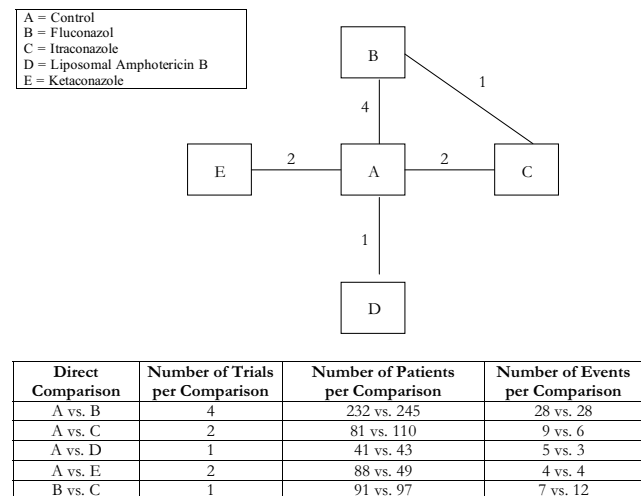 A = Control
B = Fluconazol
C = Itraconazole
D = Liposomal Amphotericin B
E = Ketaconazole
B
1
4
E
2
A
2
C
1
D
Direct Comparison | Number of Trials per Comparison | Number of Patients per Comparison | Number of Events per Comparison
A vs. B | 4 | 232 vs. 245 | 28 vs. 28
A vs. C | 2 | 81 vs. 110 | 9 vs. 6
A vs. D | 1 | 41 vs. 43 | 5 vs. 3
A vs. E | 2 | 88 vs. 49 | 4 vs. 4
B vs. C | 1 | 91 vs. 97 | 7 vs. 12